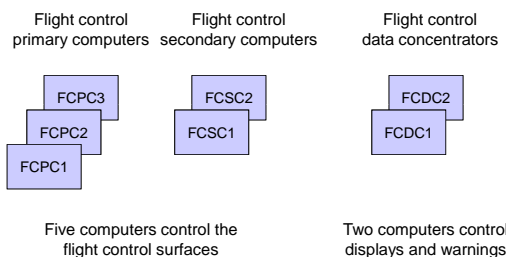 Flight control
primary computers
Flight control
secondary computers
Flight control
data concentrators
FCPC3
FCPC2
FCPC1
FCSC2
FCSC1
FCDC2
FCDC1
Five computers control the
flight control surfaces
Two computers control
displays and warnings